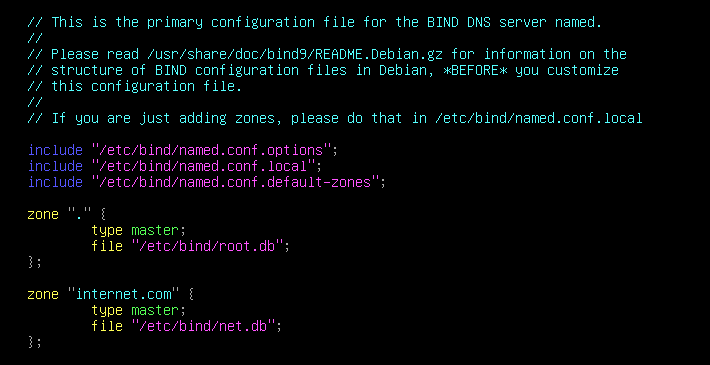 // This is the primary configuration file for the BIND DNS server named.
//
// Please read /usr/share/doc/bind9/README.Debian.gz for information on the
// structure of BIND configuration files in Debian, *BEFORE* you customize
// this configuration file.
//
// If you are just adding zones, please do that in /etc/bind/named.conf.local

include "/etc/bind/named.conf.options";
include "/etc/bind/named.conf.local";
include "/etc/bind/named.conf.default-zones";

zone "." {
        type master;
        file "/etc/bind/root.db";
};

zone "internet.com" {
        type master;
        file "/etc/bind/net.db";
};